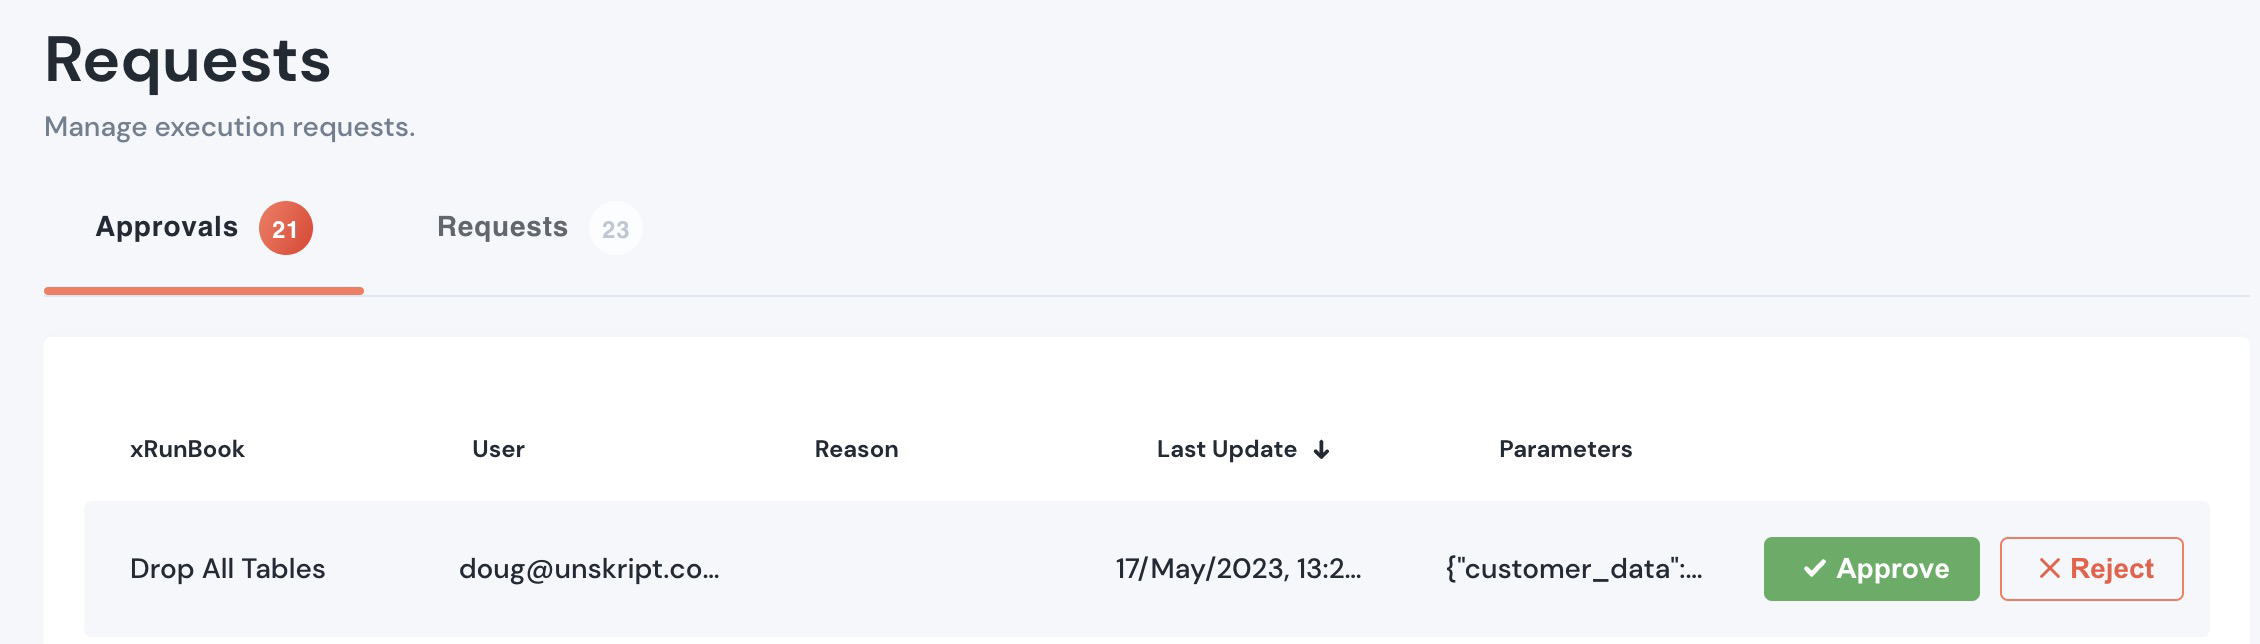 Requests
Manage execution requests.
Approvals 21 Requests 23
xRunBook User Reason Last Update ↓ Parameters
Drop All Tables doug@unskript.co... 17/May/2023, 13:2... {"customer_data":... ✓ Approve ✕ Reject